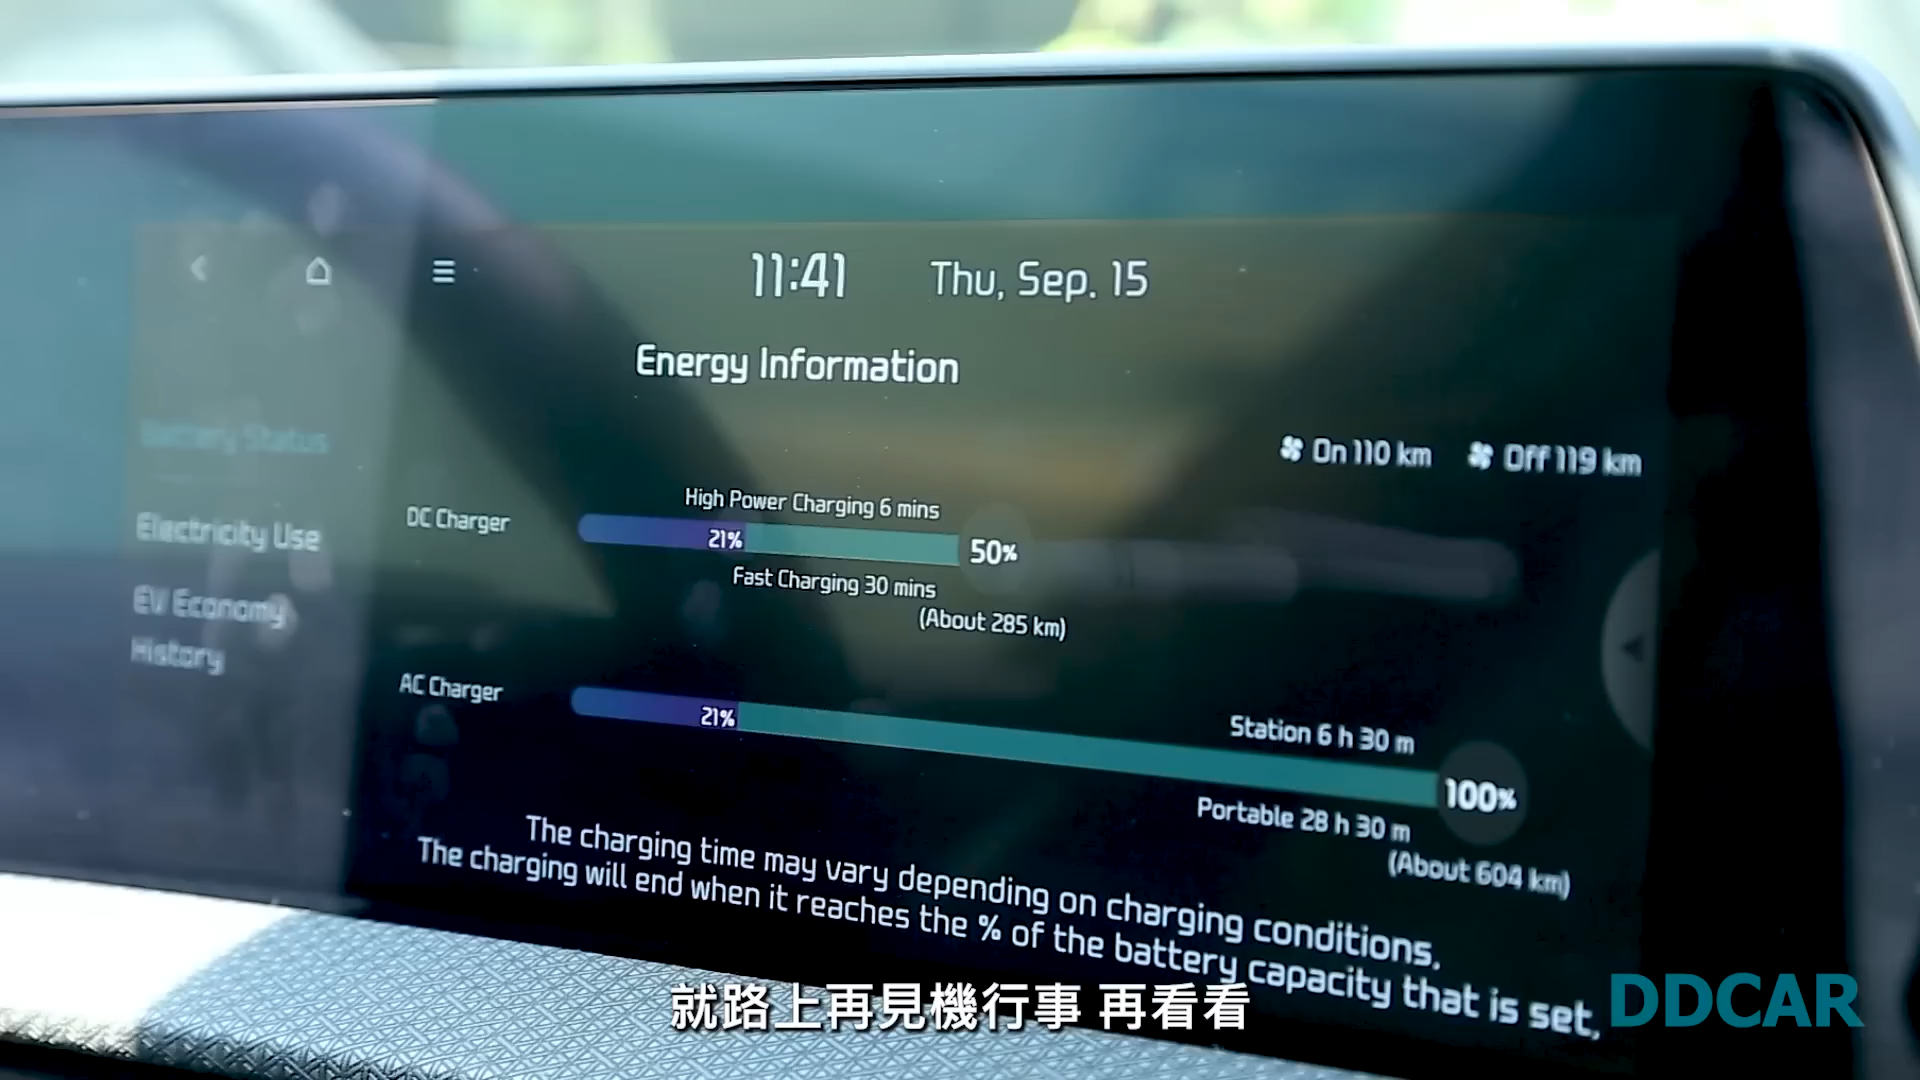 11:41 Thu, Sep. 15
Energy Information
On 110 km Off 119 km
Battery Status
Electricity Use
EV Economy
History
High Power Charging 6 mins
DC Charger 21% 50%
Fast Charging 30 mins
(About 285 km)
AC Charger 21% 100%
Station 6 h 30 m
Portable 28 h 30 m
(About 604 km)
The charging time may vary depending on charging conditions.
The charging will end when it reaches the % of the battery capacity that is set.
就路上再見機行事 再看看
DDCAR